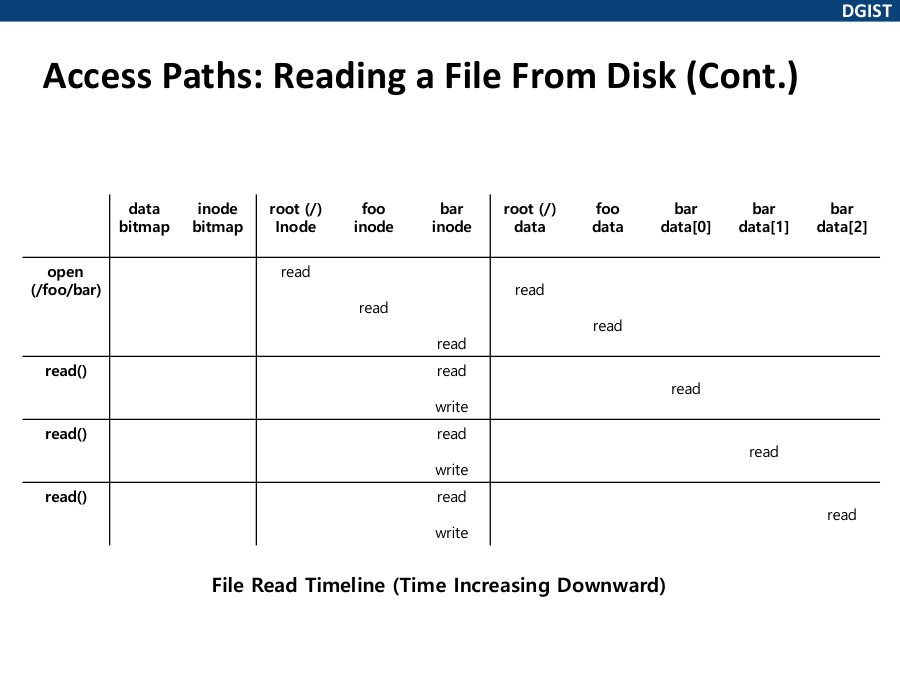 DGIST
Access Paths: Reading a File From Disk (Cont.)
data bitmap inode bitmap root (/) Inode foo inode bar inode root (/) data foo data bar data[0] bar data[1] bar data[2]
open (/foo/bar) read
read
read
read
read
read() read
read
write
read() read
read
write
read() read
read
write
File Read Timeline (Time Increasing Downward)